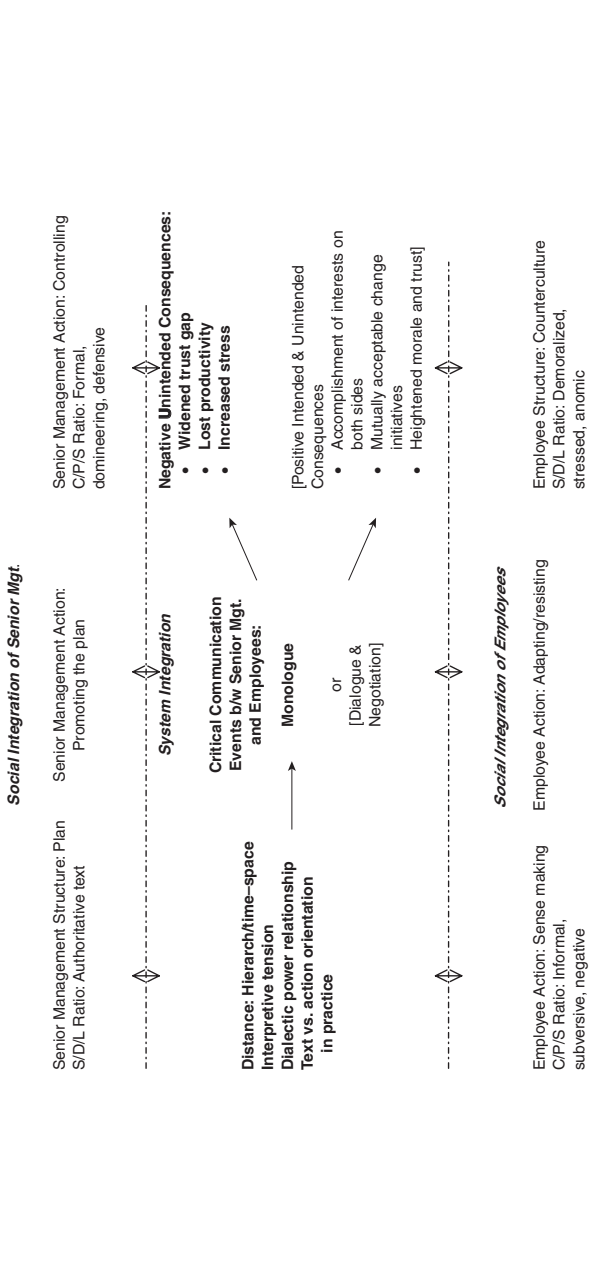 Social Integration of Senior Mgt.
Senior Management Structure: Plan
S/D/L Ratio: Authoritative text
Senior Management Action:
Promoting the plan
Senior Management Action: Controlling
C/P/S Ratio: Formal,
domineering, defensive
System Integration
Distance: Hierarchy/time–space
Interpretive tension
Dialectic power relationship
Text vs. action orientation
in practice
Critical Communication
Events b/w Senior Mgt.
and Employees:
Monologue
or
[Dialogue &
Negotiation]
Negative Unintended Consequences:
• Widened trust gap
• Lost productivity
• Increased stress
[Positive Intended & Unintended
Consequences
• Accomplishment of interests on
both sides
• Mutually acceptable change
initiatives
• Heightened morale and trust]
Social Integration of Employees
Employee Action: Sense making
C/P/S Ratio: Informal,
subversive, negative
Employee Action: Adapting/resisting
Employee Structure: Counterculture
S/D/L Ratio: Demoralized,
stressed, anomic